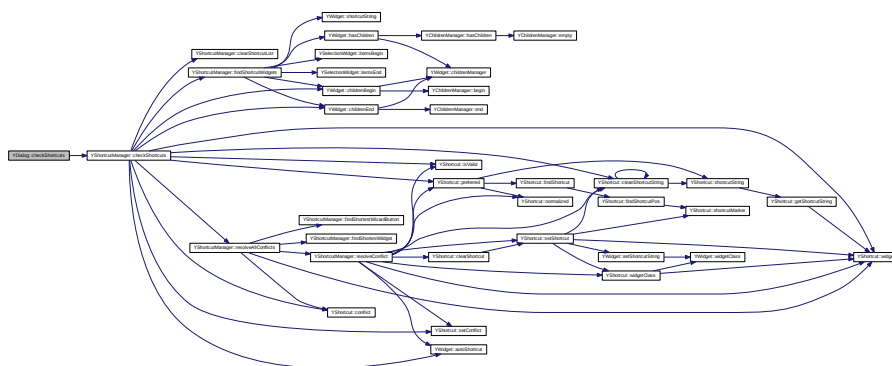 YWidget::shortcutString
YWidget::hasChildren
YChildrenManager::hasChildren
YChildrenManager::empty
YShortcutManager::clearShortcutList
YSelectionWidget::itemsBegin
YShortcutManager::findShortcutWidgets
YSelectionWidget::itemsEnd
YWidget::childrenManager
YWidget::childrenBegin
YChildrenManager::begin
YWidget::childrenEnd
YChildrenManager::end
YDialog::checkShortcuts
YShortcutManager::checkShortcuts
YShortcut::isValid
YShortcut::preferred
YShortcut::findShortcut
YShortcut::cleanShortcutString
YShortcut::shortcutString
YShortcut::normalized
YShortcut::findShortcutPos
YShortcut::getShortcutString
YShortcut::shortcutMarker
YShortcutManager::findShortestWizardButton
YShortcutManager::findShortestWidget
YShortcut::setShortcut
YShortcutManager::resolveAllConflicts
YShortcutManager::resolveConflict
YShortcut::clearShortcut
YWidget::setShortcutString
YWidget::widgetClass
YShortcut::widget
YShortcut::widgetClass
YShortcut::conflict
YShortcut::setConflict
YWidget::autoShortcut